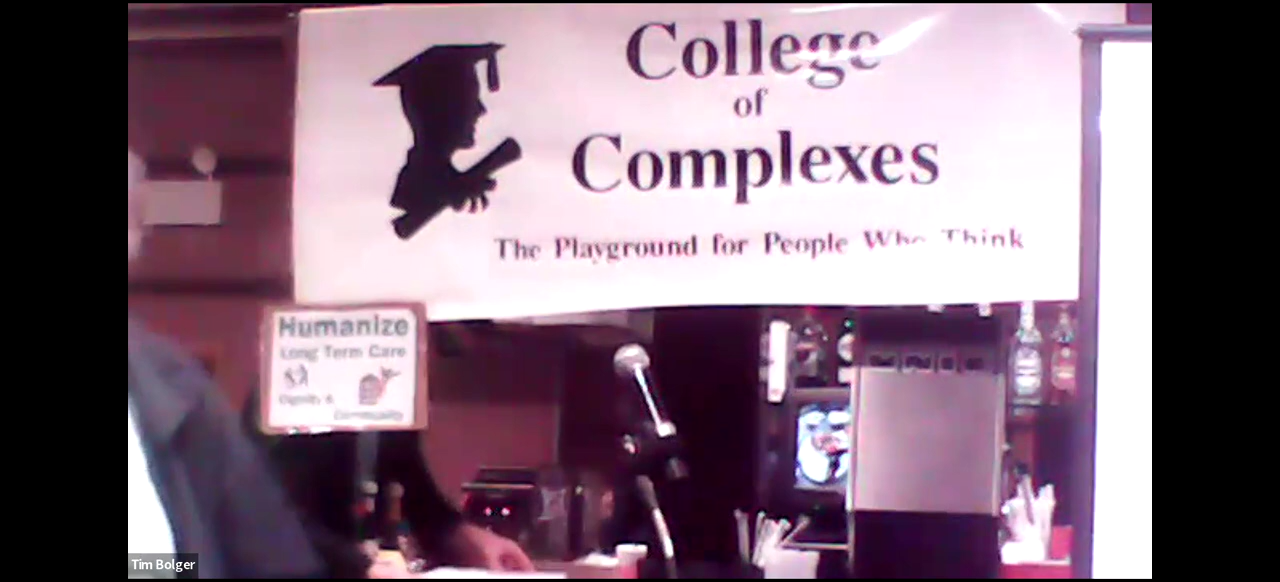 College
of
Complexes
The Playground for People Who Think
Humanize
Long Term Care
Dignity &
Community
Tim Bolger